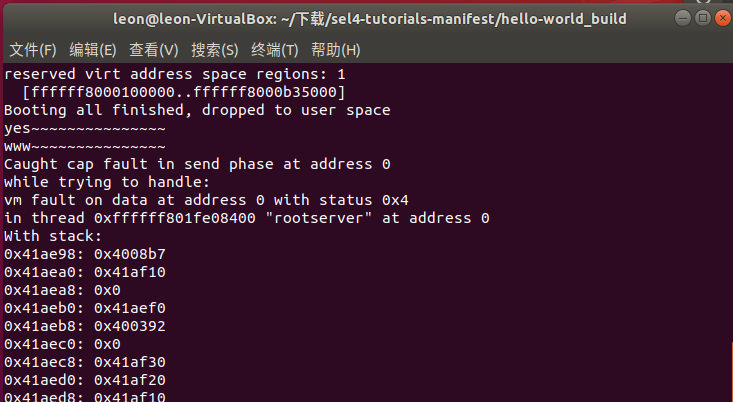 leon@leon-VirtualBox: ~/下载/sel4-tutorials-manifest/hello-world_build
文件(F) 编辑(E) 查看(V) 搜索(S) 终端(T) 帮助(H)
reserved virt address space regions: 1
  [ffffff8000100000..ffffff8000b35000]
Booting all finished, dropped to user space
yes~~~~~~~~~~~~~~~
www~~~~~~~~~~~~~~~
Caught cap fault in send phase at address 0
while trying to handle:
vm fault on data at address 0 with status 0x4
in thread 0xffffff801fe08400 "rootserver" at address 0
With stack:
0x41ae98: 0x4008b7
0x41aea0: 0x41af10
0x41aea8: 0x0
0x41aeb0: 0x41aef0
0x41aeb8: 0x400392
0x41aec0: 0x0
0x41aec8: 0x41af30
0x41aed0: 0x41af20
0x41aed8: 0x41af10